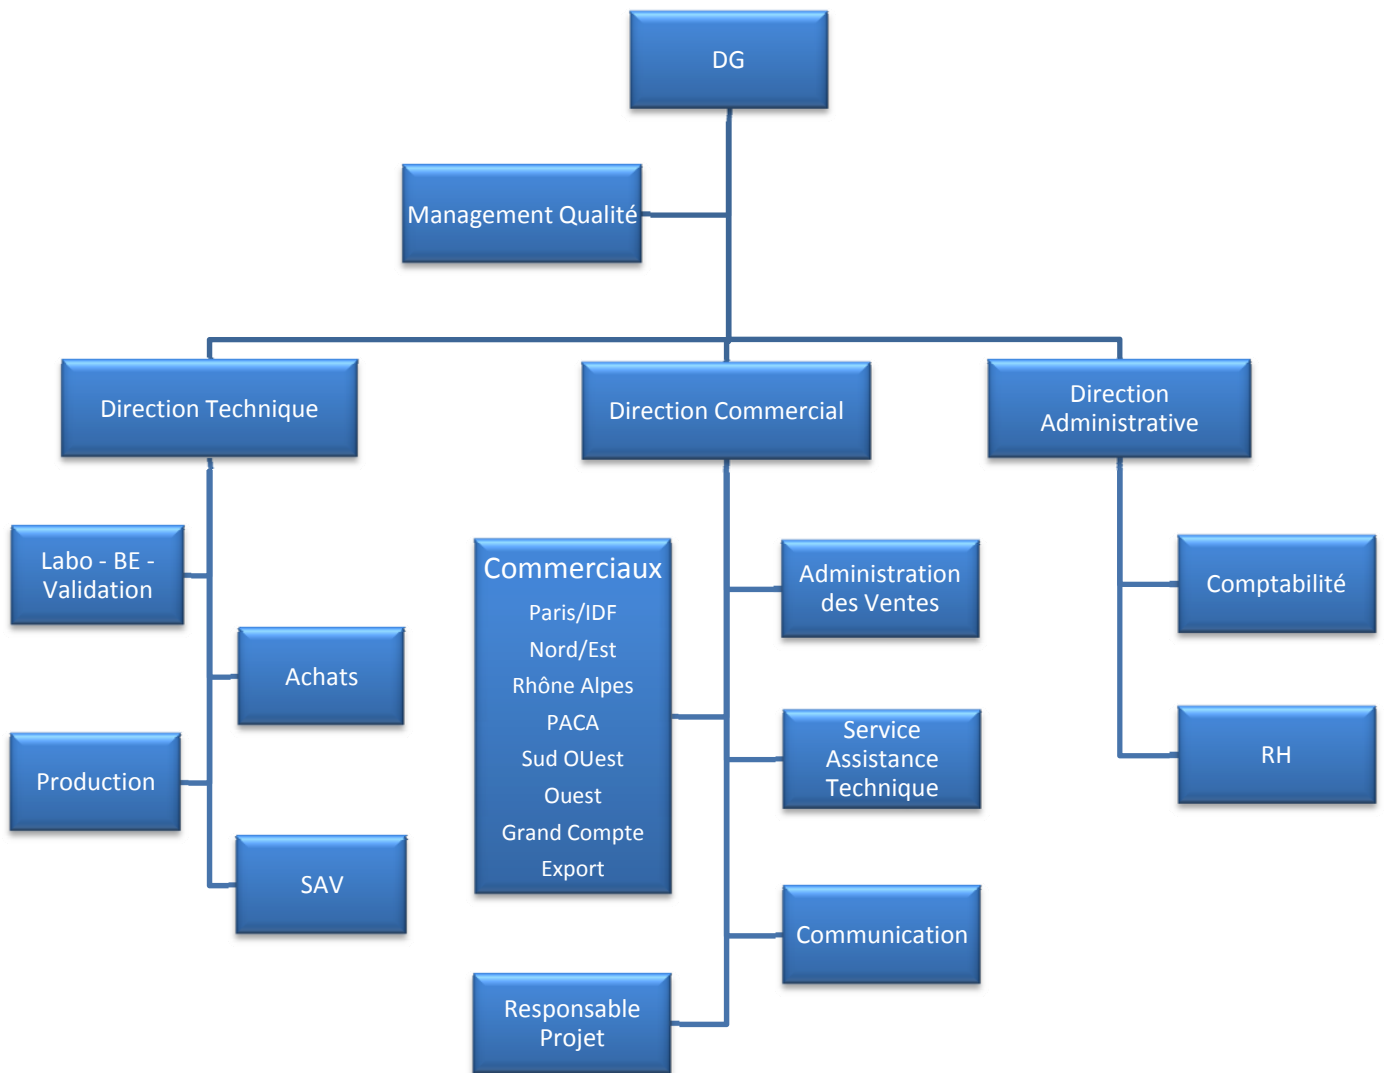 DG
Management Qualité
Direction Technique
Direction Commercial
Direction
Administrative
Labo - BE -
Validation
Achats
Production
SAV
Commerciaux
Paris/IDF
Nord/Est
Rhône Alpes
PACA
Sud OUest
Ouest
Grand Compte
Export
Administration
des Ventes
Service
Assistance
Technique
Communication
Responsable
Projet
Comptabilité
RH